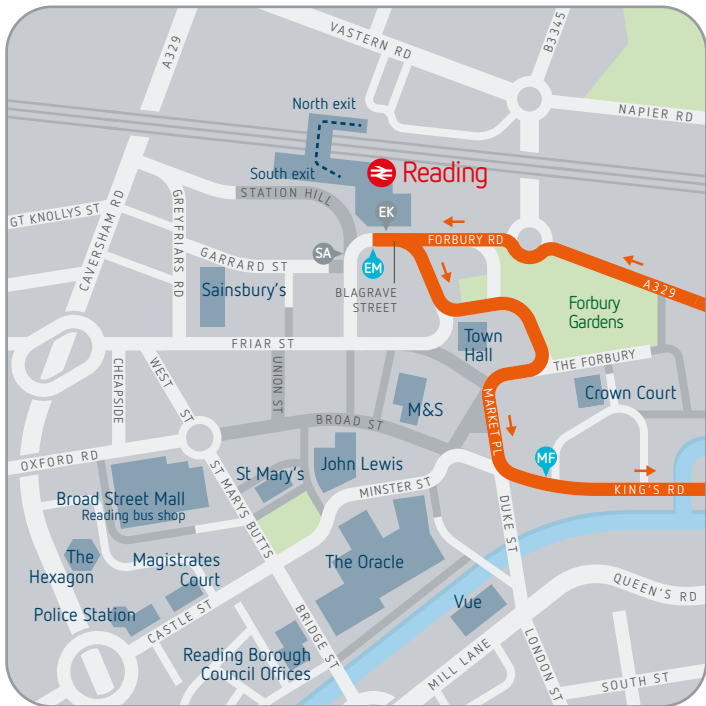 VASTERN RD
B3345
A329
NAPIER RD
North exit
South exit
Reading
STATION HILL
EK
GT KNOLLYS ST
CAVERSHAM RD
GREYFRIARS RD
SA
EM
FORBURY RD
A329
GARRARD ST
Sainsbury's
BLAGRAVE
STREET
Forbury
Gardens
FRIAR ST
Town
Hall
THE FORBURY
CHEAPSIDE
WEST ST
UNION ST
M&S
MARKET PL
Crown Court
BROAD ST
OXFORD RD
ST MARYS BUTTS
St Mary's
John Lewis
MF
KING'S RD
Broad Street Mall
Reading bus shop
MINSTER ST
DUKE ST
The
Hexagon
Magistrates
Court
The Oracle
QUEEN'S RD
Police Station
CASTLE ST
BRIDGE ST
Vue
Reading Borough
Council Offices
MILL LANE
LONDON ST
SOUTH ST